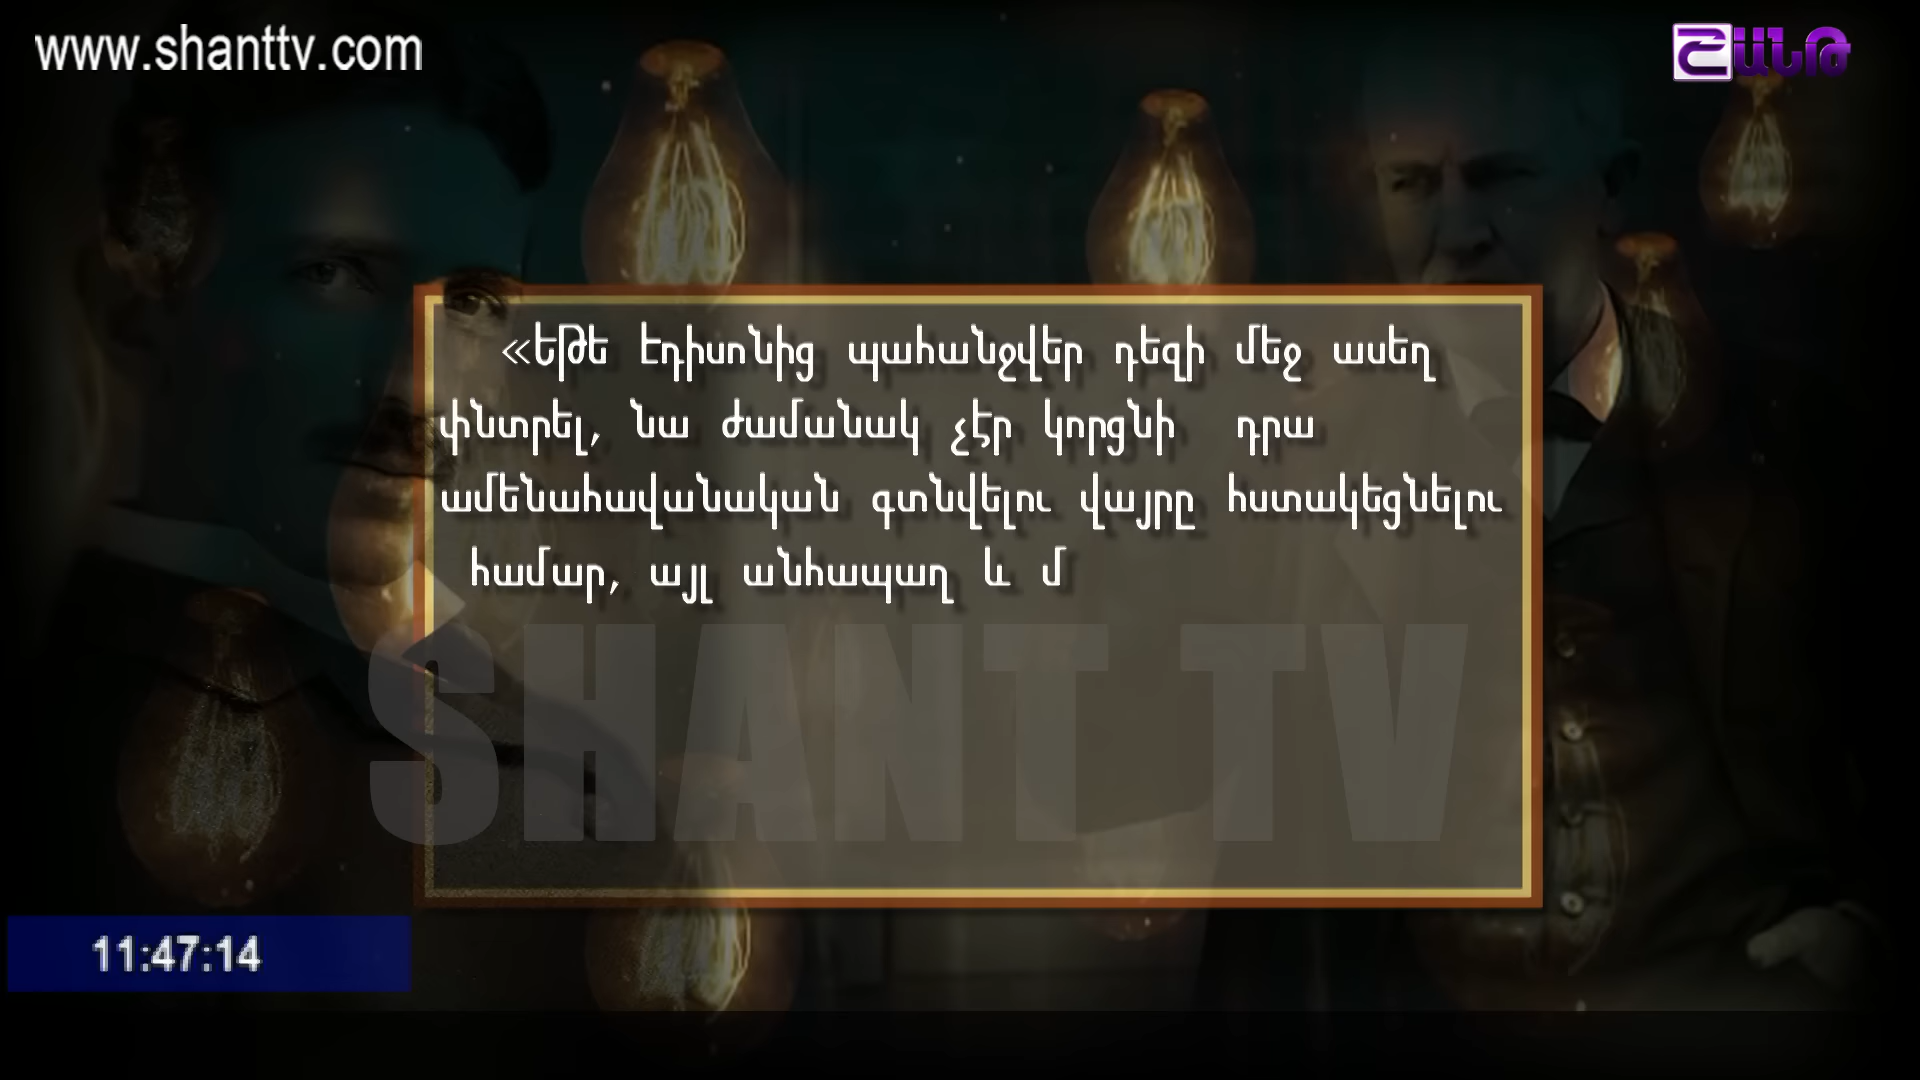 www.shanttv.com
ՇԱՆԹ
«Եթե Էդիսոնից պահանջվեր դեզի մեջ ասեղ
փնտրել, նա ժամանակ չէր կորցնի դրա
ամենահավանական գտնվելու վայրը հստակեցնելու
համար, այլ անհապաղ և մ
SHANT TV
11:47:14